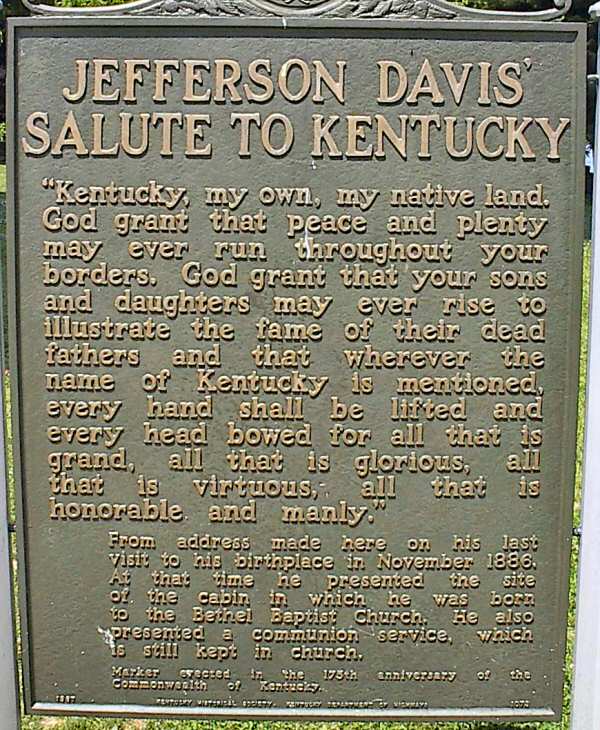 JEFFERSON DAVIS'
SALUTE TO KENTUCKY
"Kentucky, my own, my native land.
God grant that peace and plenty
may ever run throughout your
borders. God grant that your sons
and daughters may ever rise to
illustrate the fame of their dead
fathers and that wherever the
name of Kentucky is mentioned,
every hand shall be lifted and
every head bowed for all that is
grand, all that is glorious, all
that is virtuous, all that is
honorable and manly."
From address made here on his last
visit to his birthplace in November 1886.
At that time he presented the site
of the cabin in which he was born
to the Bethel Baptist Church. He also
presented a communion service, which
is still kept in church.
Marker erected in the 175th anniversary of the
Commonwealth of Kentucky.
KENTUCKY HISTORICAL SOCIETY KENTUCKY DEPARTMENT OF HIGHWAYS